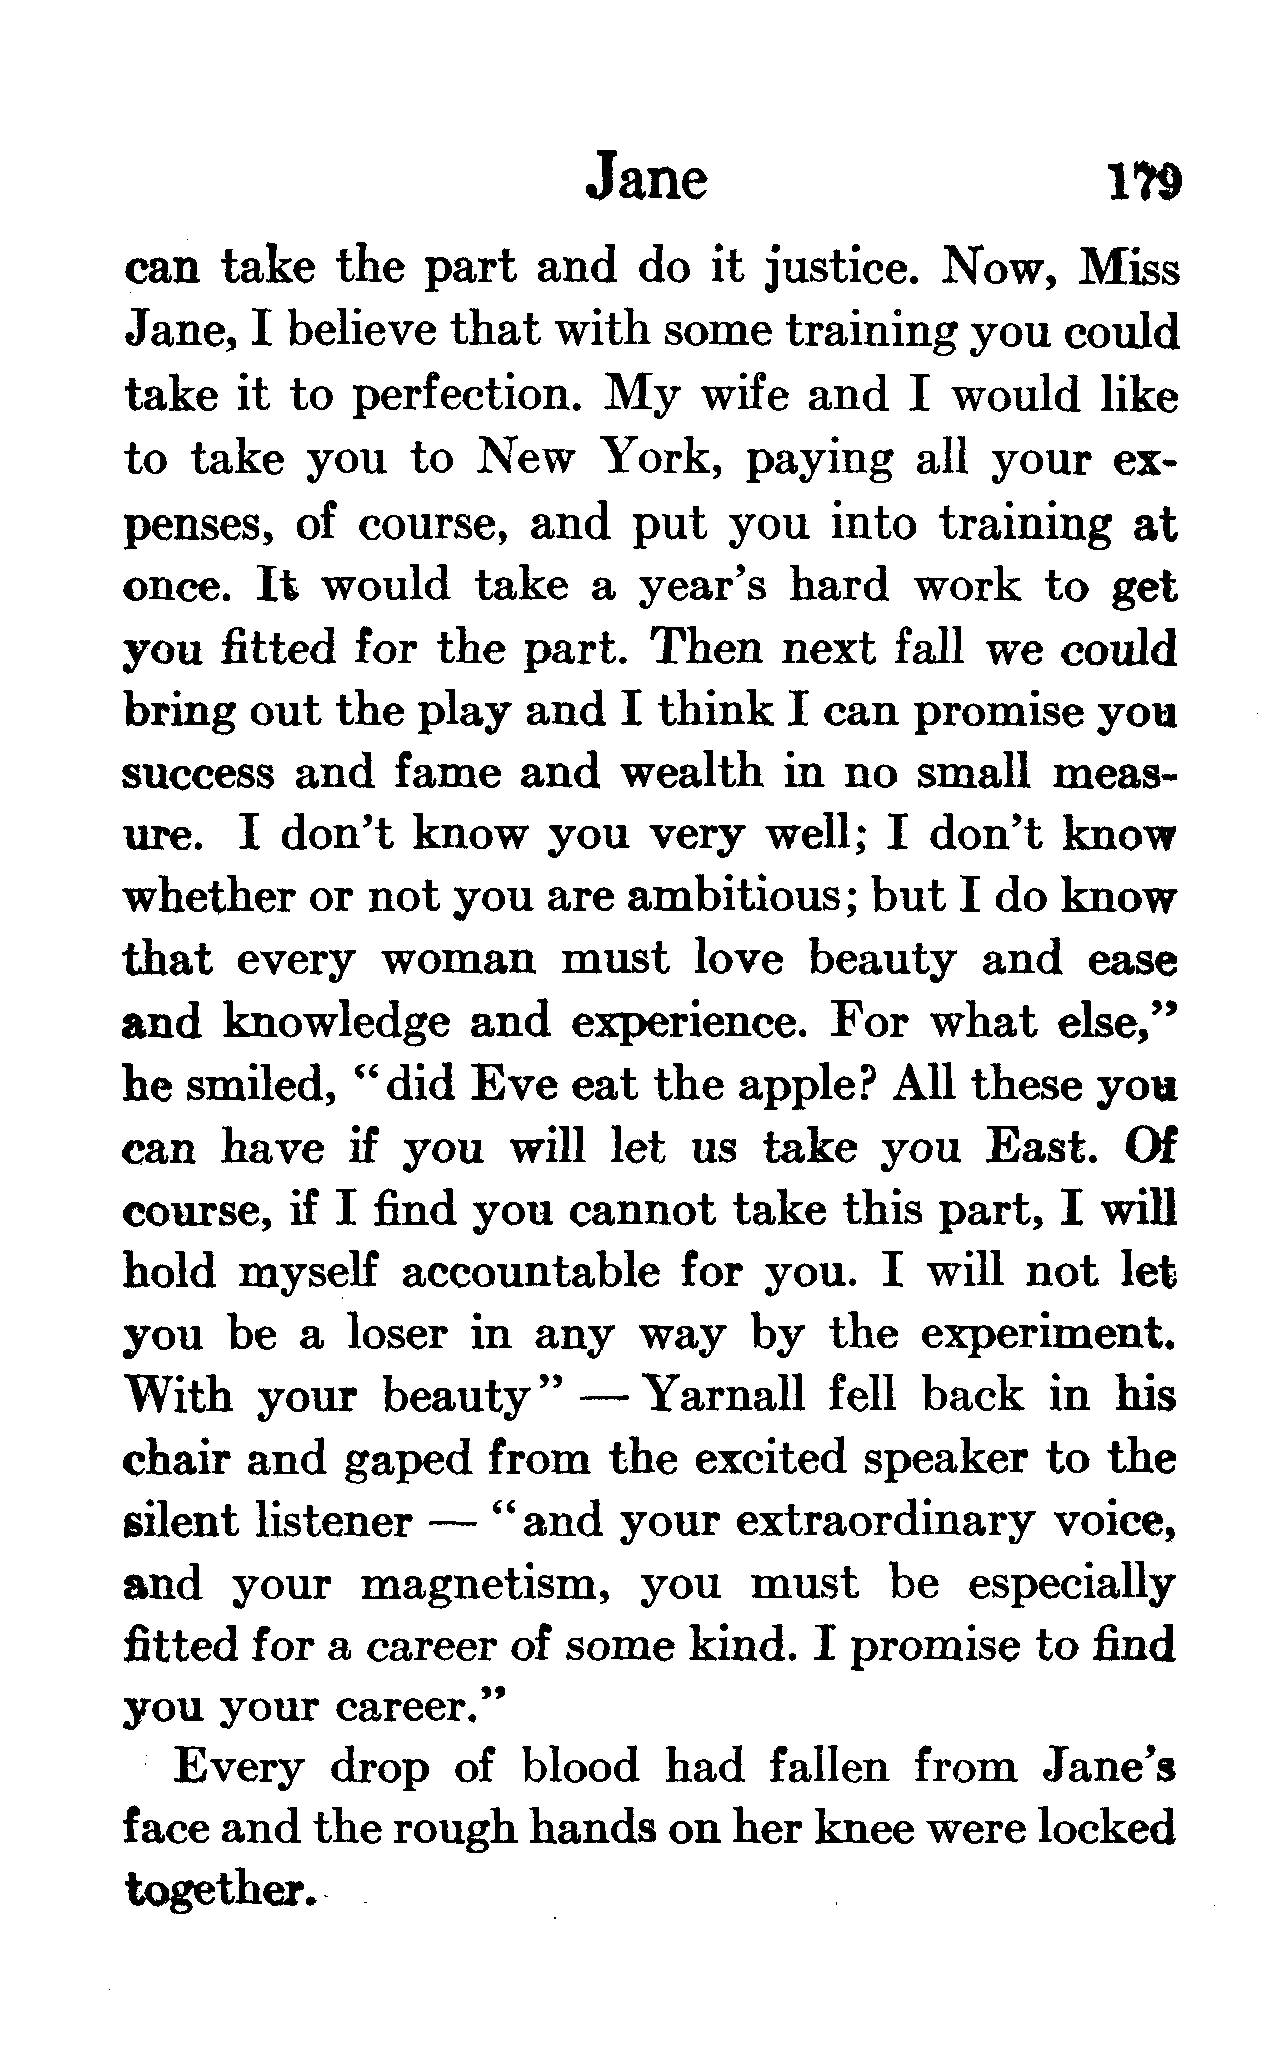 Jane 179
can take the part and do it justice. Now, Miss
Jane, I believe that with some training you could
take it to perfection. My wife and I would like
to take you to New York, paying all your ex-
penses, of course, and put you into training at
once. It would take a year's hard work to get
you fitted for the part. Then next fall we could
bring out the play and I think I can promise you
success and fame and wealth in no small meas-
ure. I don't know you very well; I don't know
whether or not you are ambitious; but I do know
that every woman must love beauty and ease
and knowledge and experience. For what else,"
he smiled, "did Eve eat the apple? All these you
can have if you will let us take you East. Of
course, if I find you cannot take this part, I will
hold myself accountable for you. I will not let
you be a loser in any way by the experiment.
With your beauty" — Yarnall fell back in his
chair and gaped from the excited speaker to the
silent listener — "and your extraordinary voice,
and your magnetism, you must be especially
fitted for a career of some kind. I promise to find
you your career."
Every drop of blood had fallen from Jane's
face and the rough hands on her knee were locked
together.